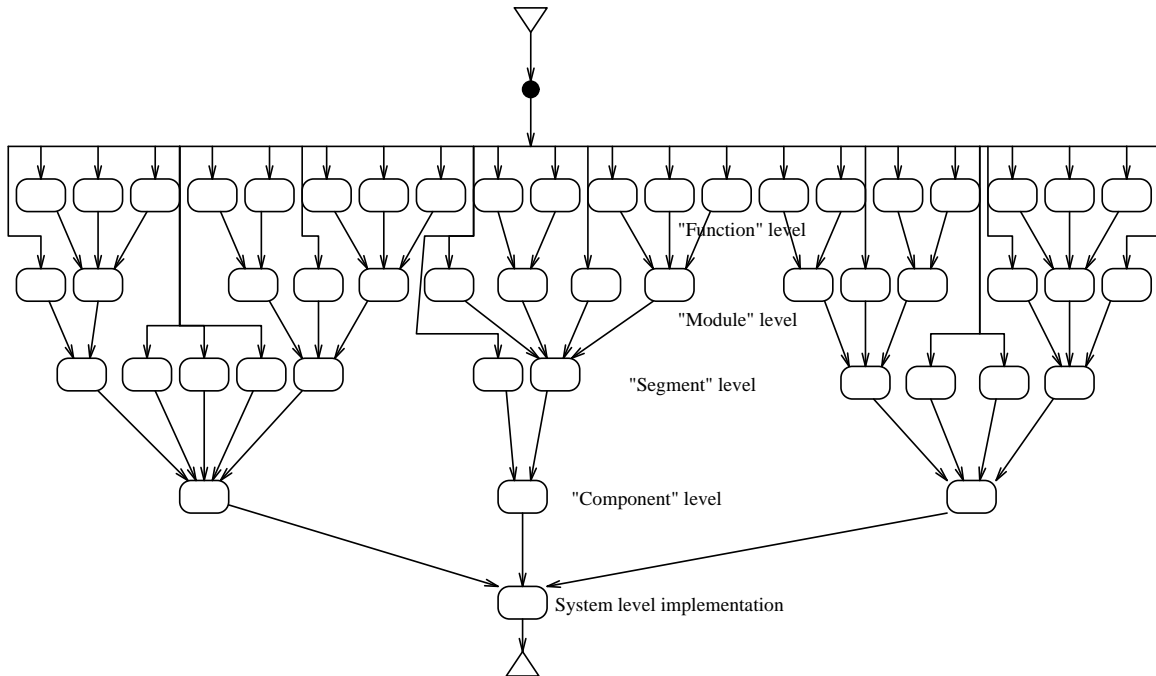 "Function" level
"Module" level
"Segment" level
"Component" level
System level implementation